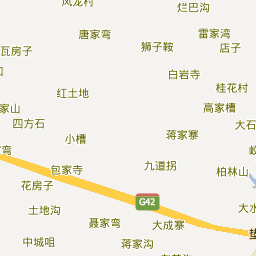 凤龙村
烂巴沟
唐家弯
雷家湾
狮子鞍
店子
瓦房子
白岩寺
桂花村
红土地
高家槽
家山
四方石
大石
小槽
蒋家寨
弯
包家寺
九道拐
柏林山
花房子
G42
土地沟
大水
聂家弯
大成寨
中城咀
蒋家沟